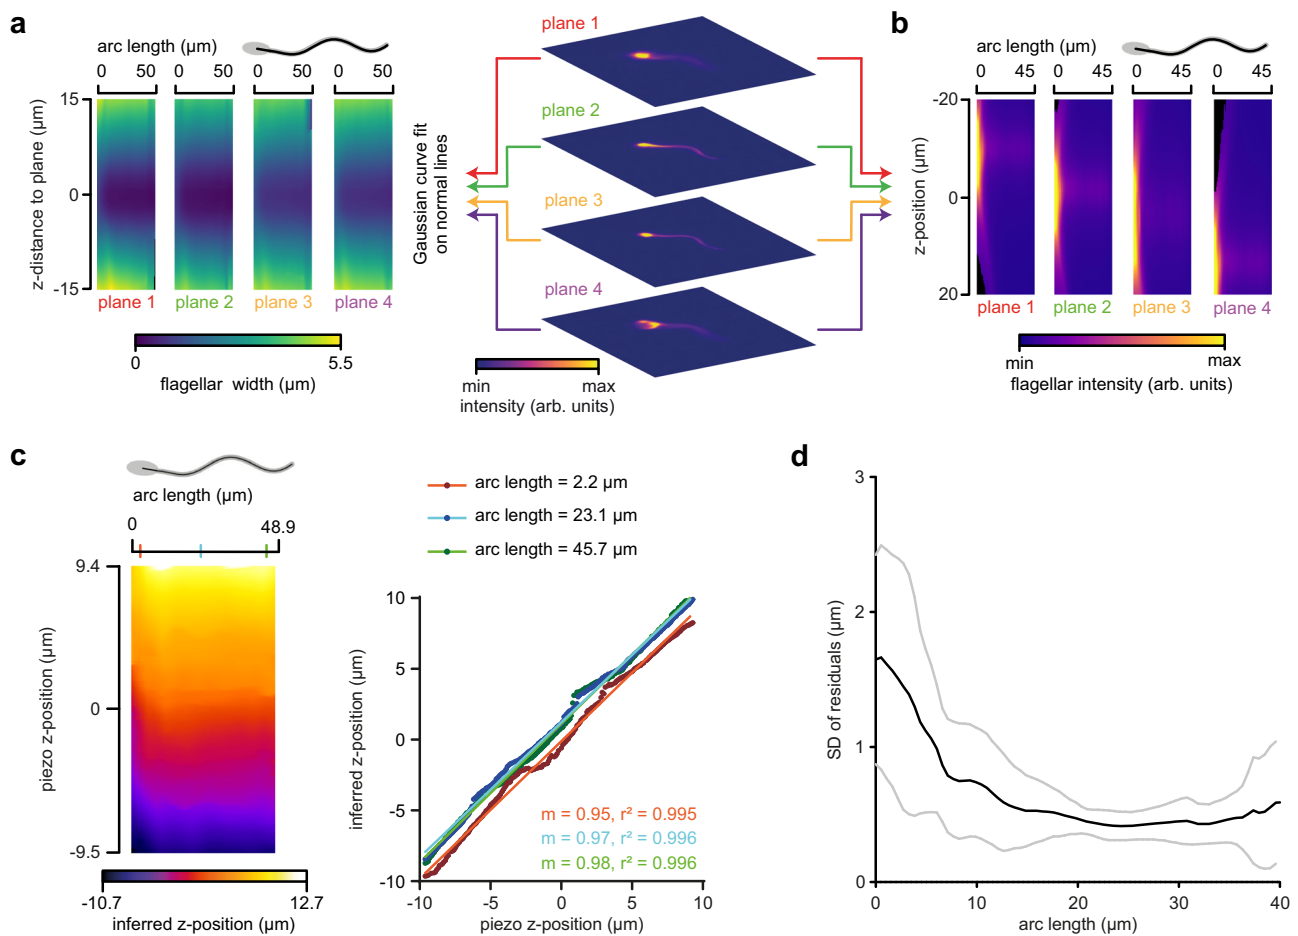 a
arc length (µm)
0 50 0 50 0 50 0 50
15
0
-15
z-distance to plane (µm)
plane 1 plane 2 plane 3 plane 4
0 5.5
flagellar width (µm)
Gaussian curve fit
on normal lines
plane 1
plane 2
plane 3
plane 4
min max
intensity (arb. units)
b
arc length (µm)
0 45 0 45 0 45 0 45
-20
0
20
z-position (µm)
plane 1 plane 2 plane 3 plane 4
min max
flagellar intensity (arb. units)
c
arc length (µm)
0 48.9
9.4
0
-9.5
piezo z-position (µm)
-10.7 12.7
inferred z-position (µm)
arc length = 2.2 µm
arc length = 23.1 µm
arc length = 45.7 µm
10
5
0
-5
-10
inferred z-position (µm)
m = 0.95, r² = 0.995
m = 0.97, r² = 0.996
m = 0.98, r² = 0.996
-10 -5 0 5 10
piezo z-position (µm)
d
3
2
1
0
SD of residuals (µm)
0 10 20 30 40
arc length (µm)